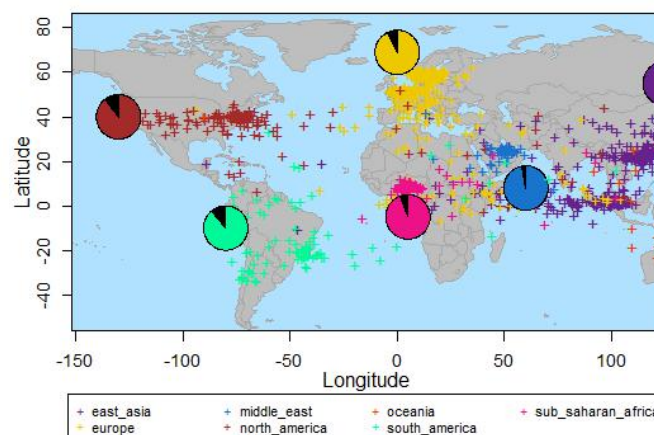 80
60
40
20
0
-20
-40
Latitude
-150 -100 -50 0 50 100
Longitude
+ east_asia + middle_east + oceania + sub_saharan_africa
+ europe + north_america + south_america